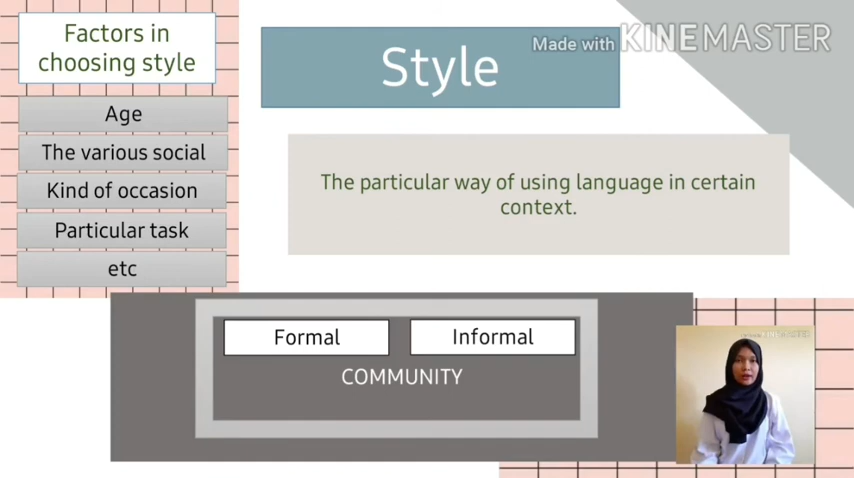 Factors in
choosing style
Age
The various social
Kind of occasion
Particular task
etc
Made with KINEMASTER
Style
The particular way of using language in certain
context.
Formal
Informal
COMMUNITY